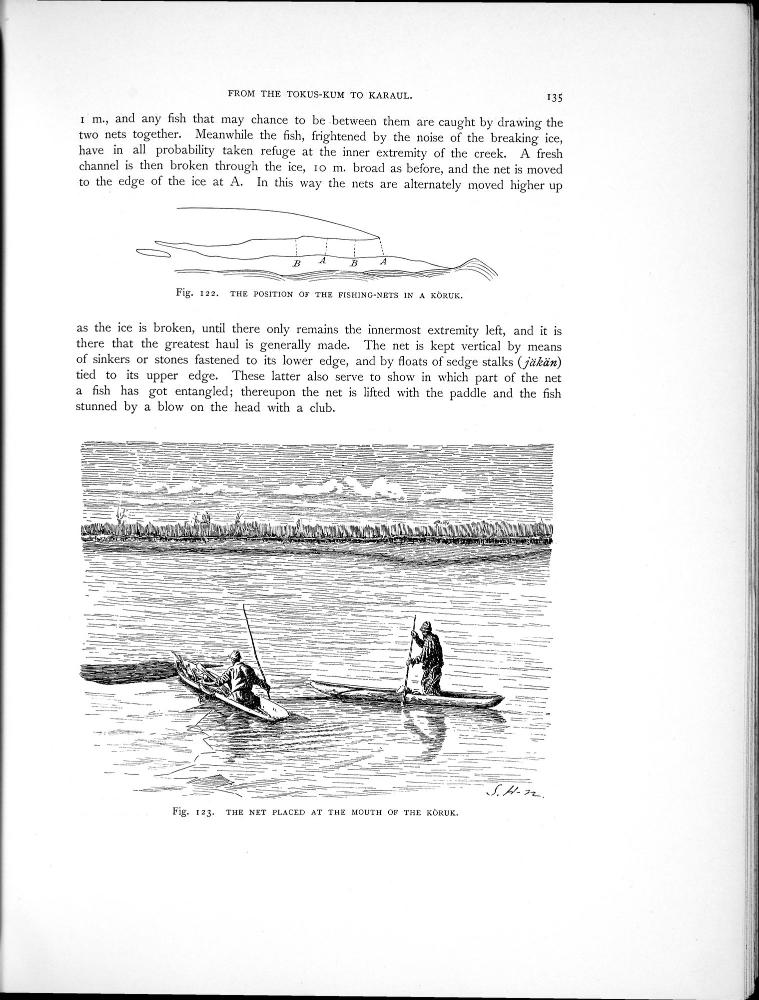 FROM THE TOKUS-KUM TO KARAUL. 135
1 m., and any fish that may chance to be between them are caught by drawing the
two nets together. Meanwhile the fish, frightened by the noise of the breaking ice,
have in all probability taken refuge at the inner extremity of the creek. A fresh
channel is then broken through the ice, 10 m. broad as before, and the net is moved
to the edge of the ice at A. In this way the nets are alternately moved higher up
B A B A
Fig. 122. THE POSITION OF THE FISHING-NETS IN A KÖRUK.
as the ice is broken, until there only remains the innermost extremity left, and it is
there that the greatest haul is generally made. The net is kept vertical by means
of sinkers or stones fastened to its lower edge, and by floats of sedge stalks (jäkän)
tied to its upper edge. These latter also serve to show in which part of the net
a fish has got entangled; thereupon the net is lifted with the paddle and the fish
stunned by a blow on the head with a club.
S. H-n.
Fig. 123. THE NET PLACED AT THE MOUTH OF THE KÖRUK.